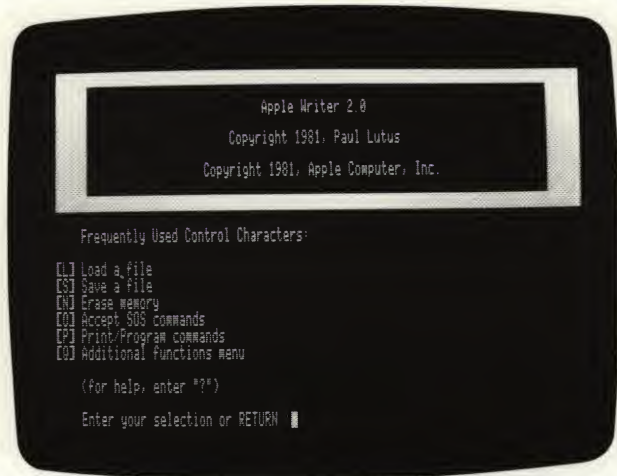 Apple Writer 2.0
Copyright 1981, Paul Lutus
Copyright 1981, Apple Computer, Inc.
Frequently Used Control Characters:
[L] Load a file
[S] Save a file
[N] Erase memory
[O] Accept SOS commands
[P] Print/Program commands
[Q] Additional functions menu
(for help, enter "?")
Enter your selection or RETURN